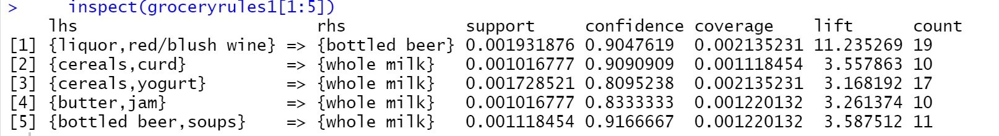 >     inspect(groceryrules1[1:5])
    lhs                         rhs            support     confidence coverage    lift      count
[1] {liquor,red/blush wine}  => {bottled beer} 0.001931876 0.9047619  0.002135231 11.235269 19
[2] {cereals,curd}           => {whole milk}   0.001016777 0.9090909  0.001118454  3.557863 10
[3] {cereals,yogurt}         => {whole milk}   0.001728521 0.8095238  0.002135231  3.168192 17
[4] {butter,jam}             => {whole milk}   0.001016777 0.8333333  0.001220132  3.261374 10
[5] {bottled beer,soups}     => {whole milk}   0.001118454 0.9166667  0.001220132  3.587512 11